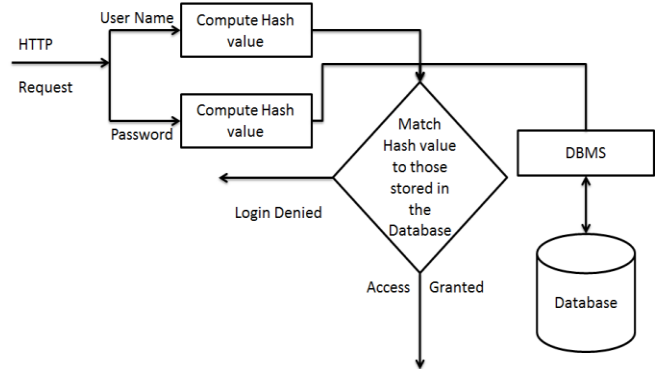 User Name
Compute Hash
value
HTTP
Request
Password
Compute Hash
value
Match
Hash value
to those
stored in
the
Database
DBMS
Login Denied
Access Granted
Database